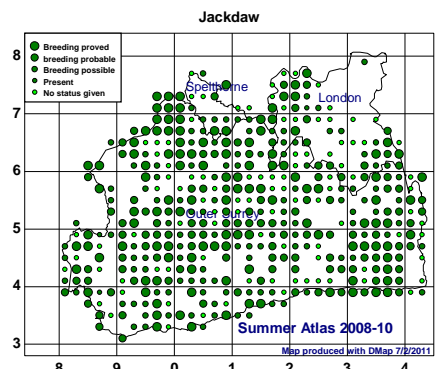 Jackdaw
Breeding proved
breeding probable
Breeding possible
Present
No status given
Spelthorne
London
Outer Surrey
Summer Atlas 2008-10
Map produced with DMap 7/2/2011
8
7
6
5
4
3
8 9 0 1 2 3 4